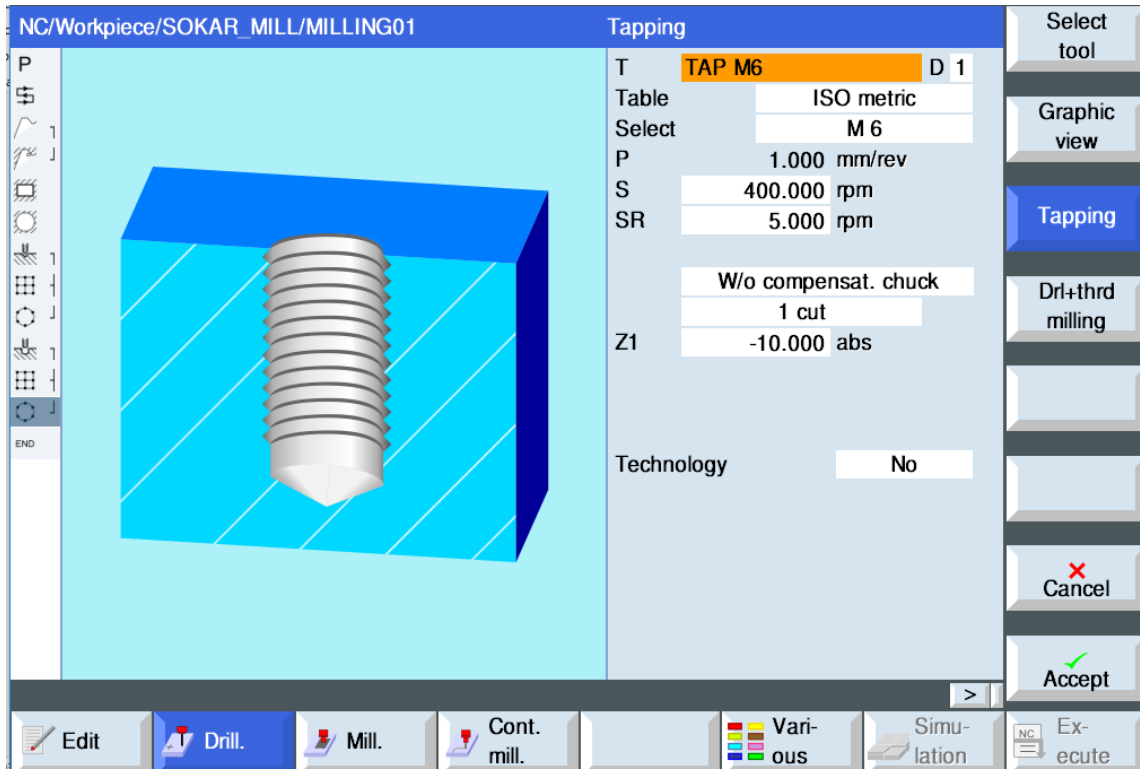 NC/Workpiece/SOKAR_MILL/MILLING01
Tapping
P
END
T TAP M6 D 1
Table ISO metric
Select M 6
P 1.000 mm/rev
S 400.000 rpm
SR 5.000 rpm
W/o compensat. chuck
1 cut
Z1 -10.000 abs
Technology No
Select
tool
Graphic
view
Tapping
Drl+thrd
milling
Cancel
Accept
>
Edit
Drill.
Mill.
Cont.
mill.
Vari-
ous
Simu-
lation
NC
Ex-
ecute